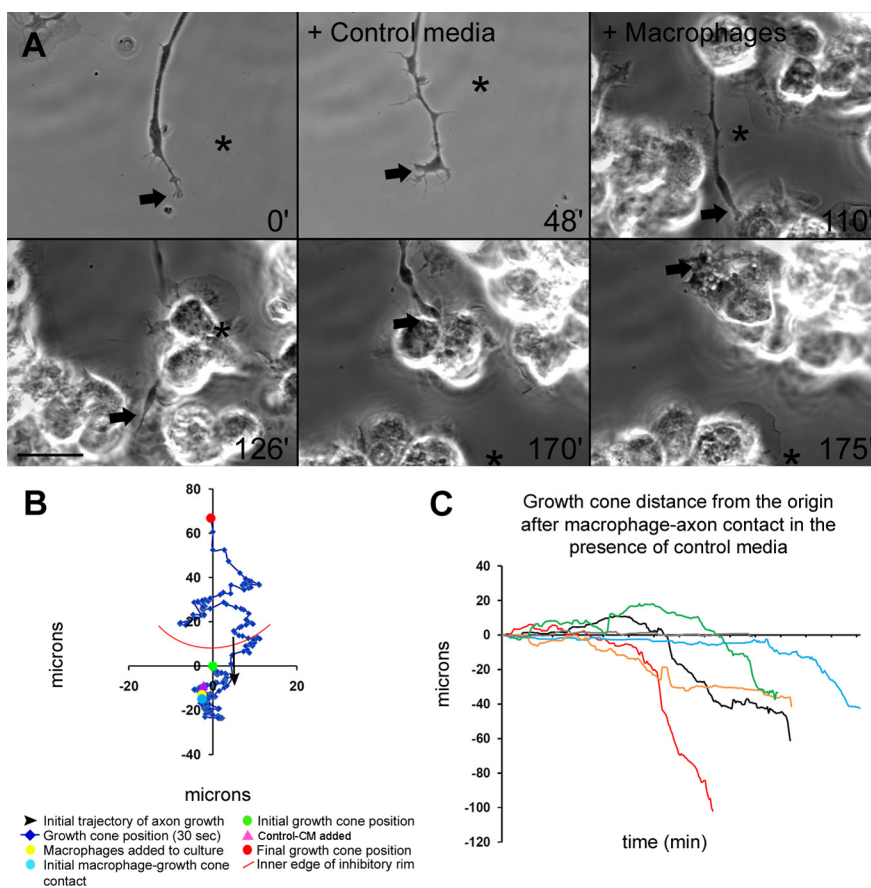 A
+ Control media
+ Macrophages
*
*
*
0'
48'
110'
*
*
*
126'
170'
175'
B
80
60
40
20
0
-20
-40
-20
0
20
microns
microns
Initial trajectory of axon growth
Growth cone position (30 sec)
Macrophages added to culture
Initial macrophage-growth cone
contact
Initial growth cone position
Control-CM added
Final growth cone position
Inner edge of inhibitory rim
C
Growth cone distance from the origin
after macrophage-axon contact in the
presence of control media
40
20
0
-20
-40
-60
-80
-100
-120
microns
time (min)